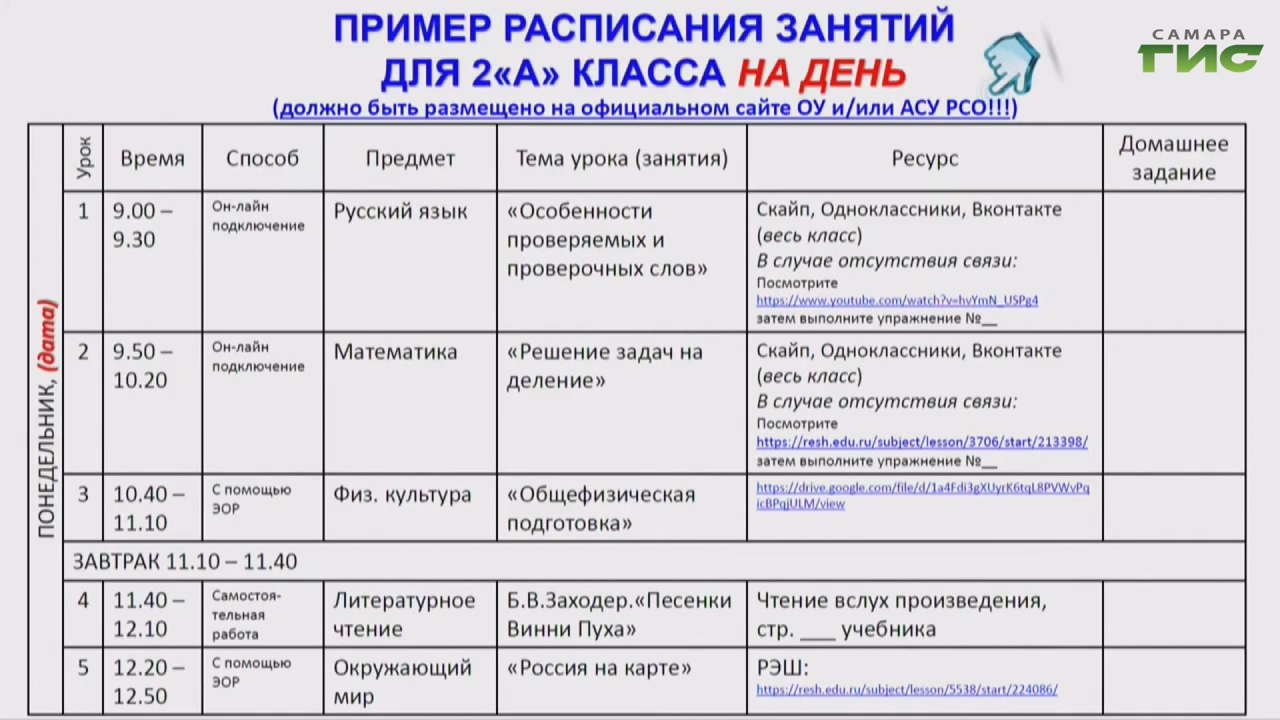 ПРИМЕР РАСПИСАНИЯ ЗАНЯТИЙ
ДЛЯ 2«А» КЛАССА НА ДЕНЬ
(должно быть размещено на официальном сайте ОУ и/или АСУ РСО!!!)
САМАРА
ГИС
ПОНЕДЕЛЬНИК, (дата)
Урок
Время
Способ
Предмет
Тема урока (занятия)
Ресурс
Домашнее
задание
1
9.00 –
9.30
Он-лайн
подключение
Русский язык
«Особенности
проверяемых и
проверочных слов»
Скайп, Одноклассники, Вконтакте
(весь класс)
В случае отсутствия связи:
Посмотрите
https://www.youtube.com/watch?v=hvYmN_USPg4
затем выполните упражнение №__
2
9.50 –
10.20
Он-лайн
подключение
Математика
«Решение задач на
деление»
Скайп, Одноклассники, Вконтакте
(весь класс)
В случае отсутствия связи:
Посмотрите
https://resh.edu.ru/subject/lesson/3706/start/213398/
затем выполните упражнение №__
3
10.40 –
11.10
С помощью
ЭОР
Физ. культура
«Общефизическая
подготовка»
https://drive.google.com/file/d/1a4Fdi3gXUyrK6tqL8PVWvPq
icBPqjULM/view
ЗАВТРАК 11.10 – 11.40
4
11.40 –
12.10
Самостоя-
тельная
работа
Литературное
чтение
Б.В.Заходер.«Песенки
Винни Пуха»
Чтение вслух произведения,
стр. ___ учебника
5
12.20 –
12.50
С помощью
ЭОР
Окружающий
мир
«Россия на карте»
РЭШ:
https://resh.edu.ru/subject/lesson/5538/start/224086/